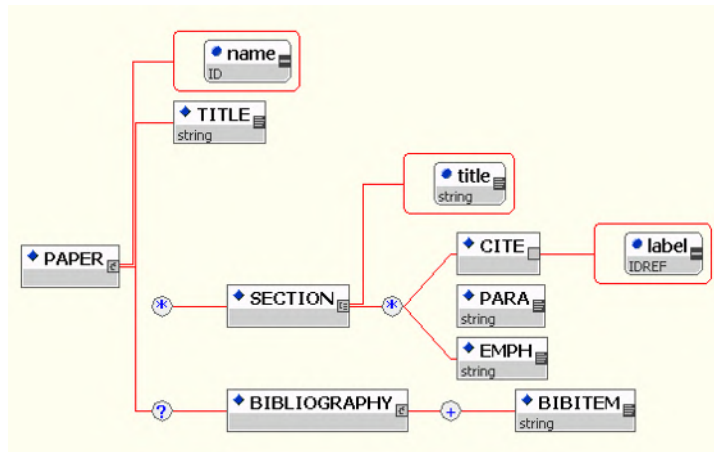 name
ID
TITLE
string
title
string
CITE
label
IDREF
PAPER
* SECTION *
PARA
string
EMPH
string
? BIBLIOGRAPHY + BIBITEM
string